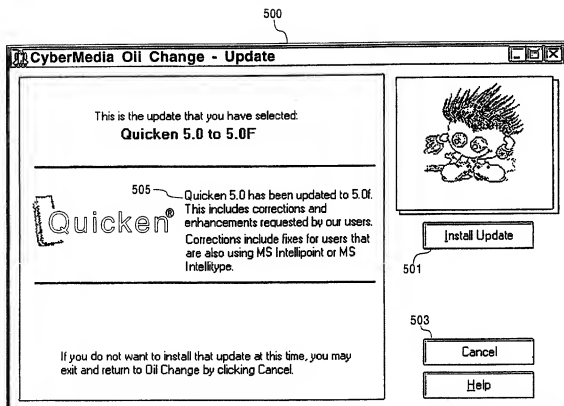 500
CyberMedia Oil Change - Update
This is the update that you have selected:
Quicken 5.0 to 5.0F
505
Quicken®
Quicken 5.0 has been updated to 5.0f.
This includes corrections and
enhancements requested by our users.
Corrections include fixes for users that
are also using MS Intellipoint or MS
Intellitype.
If you do not want to install that update at this time, you may
exit and return to Oil Change by clicking Cancel.
Install Update
501
503
Cancel
Help